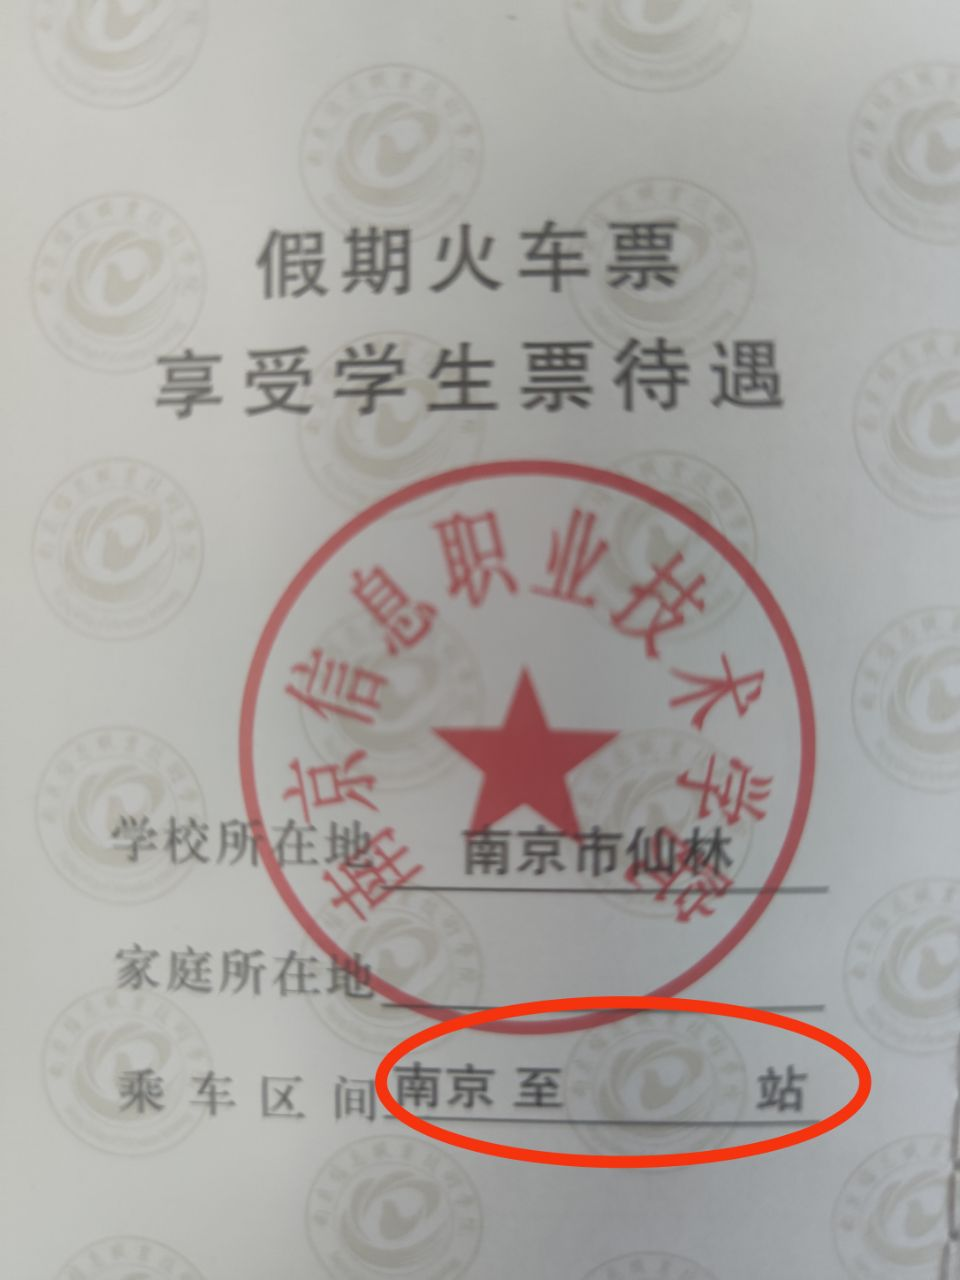 假期火车票
享受学生票待遇
南京信息职业技术学院
学校所在地 南京市仙林
家庭所在地
乘车区间 南京 至 站